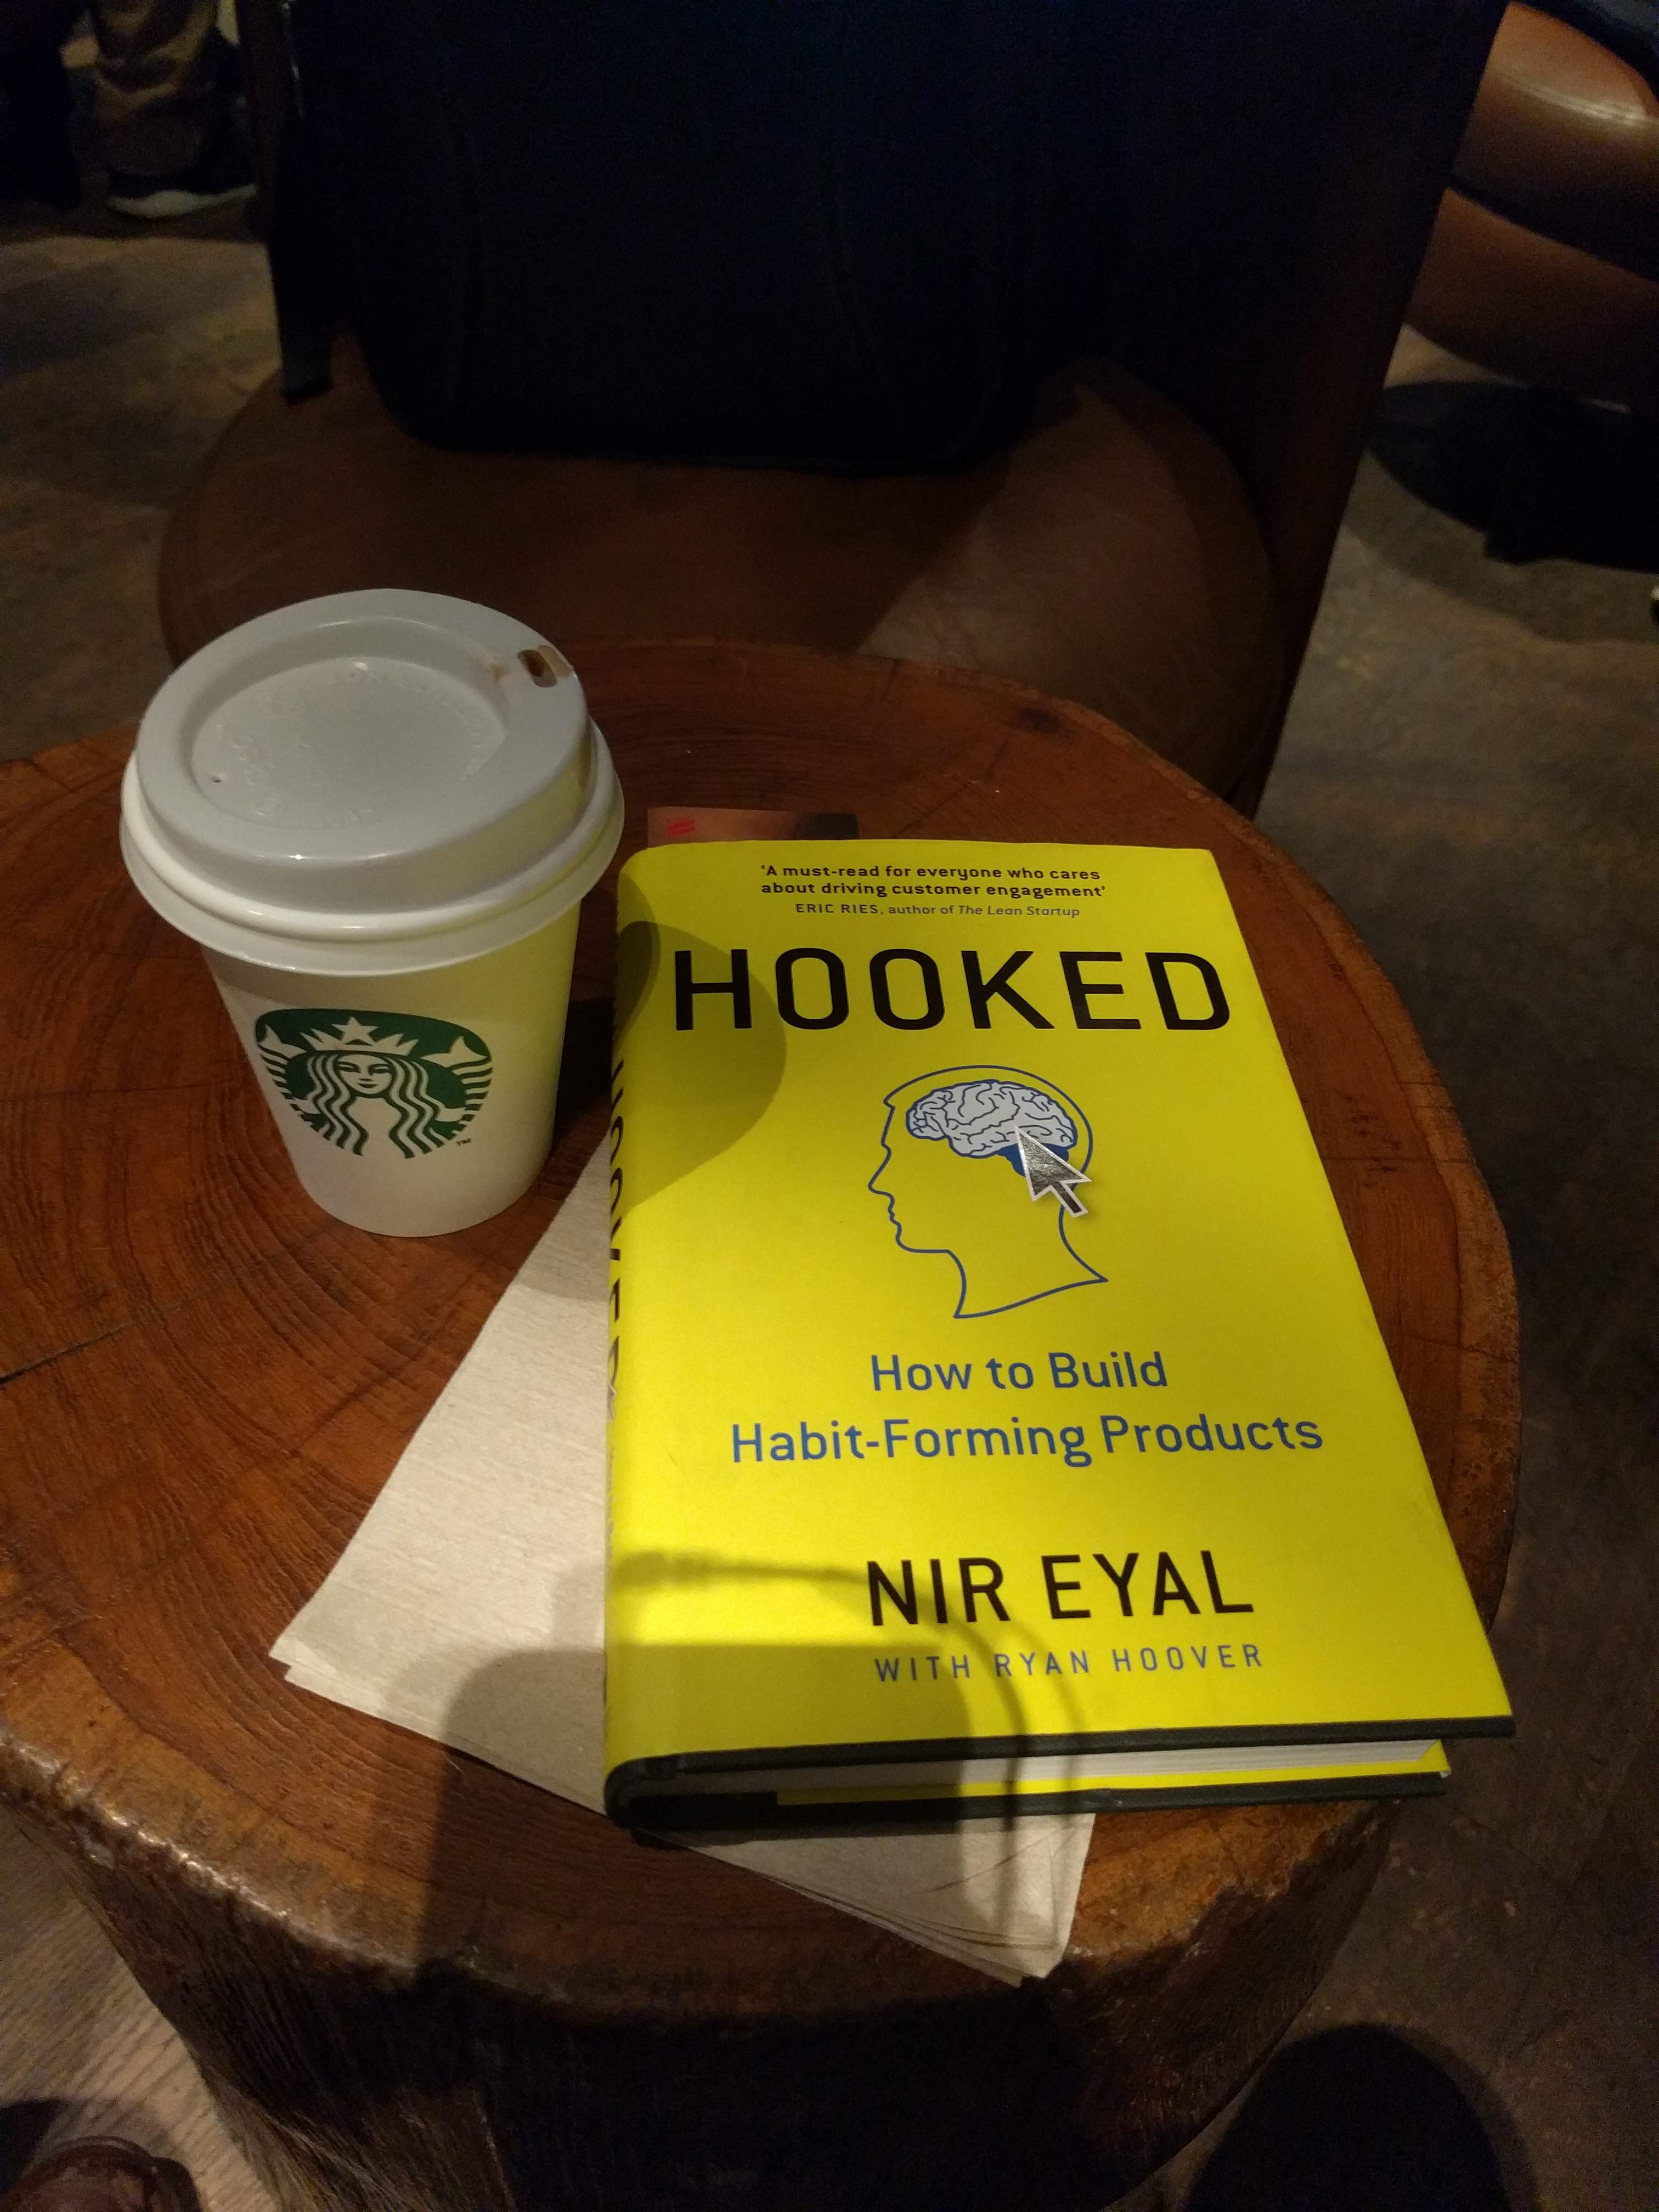 'A must-read for everyone who cares
about driving customer engagement'
ERIC RIES, author of The Lean Startup
HOOKED
How to Build
Habit-Forming Products
NIR EYAL
WITH RYAN HOOVER
TM